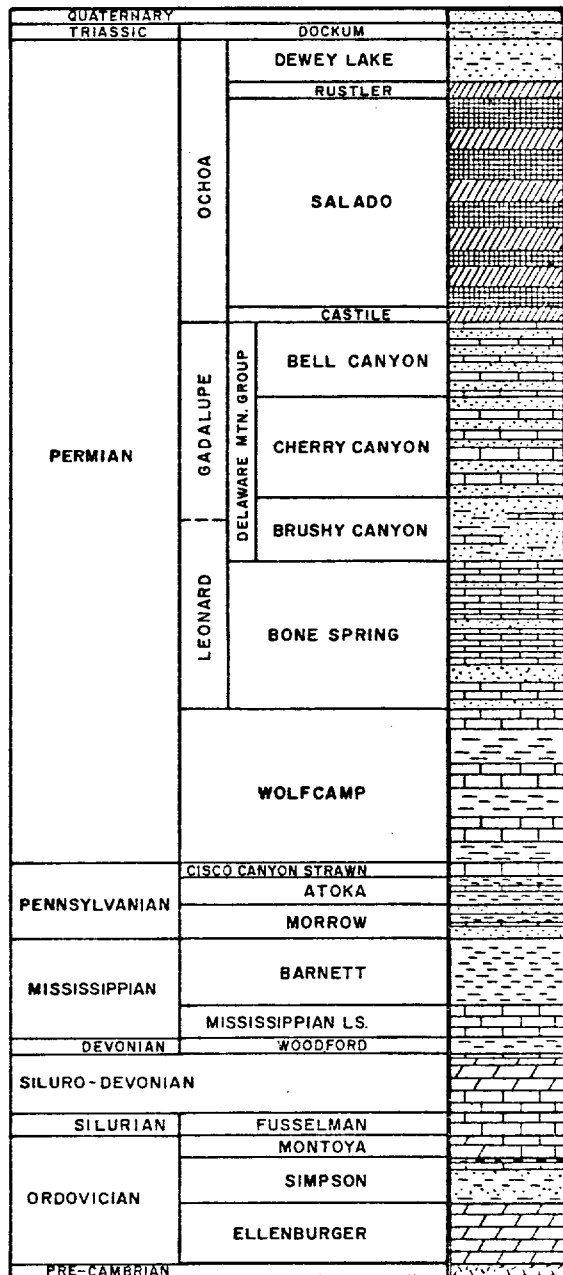 QUATERNARY
TRIASSIC
DOCKUM
PERMIAN
OCHOA
DEWEY LAKE
RUSTLER
SALADO
CASTILE
GADALUPE
DELAWARE MTN. GROUP
BELL CANYON
CHERRY CANYON
BRUSHY CANYON
LEONARD
BONE SPRING
WOLFCAMP
PENNSYLVANIAN
CISCO CANYON STRAWN
ATOKA
MORROW
MISSISSIPPIAN
BARNETT
MISSISSIPPIAN LS.
DEVONIAN
WOODFORD
SILURO-DEVONIAN
SILURIAN
FUSSELMAN
ORDOVICIAN
MONTOYA
SIMPSON
ELLENBURGER
PRE-CAMBRIAN